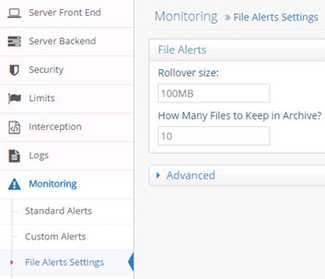 Server Front End
Server Backend
Security
Limits
Interception
Logs
Monitoring
Standard Alerts
Custom Alerts
File Alerts Settings
Monitoring » File Alerts Settings
File Alerts
Rollover size:
100MB
How Many Files to Keep in Archive?
10
Advanced